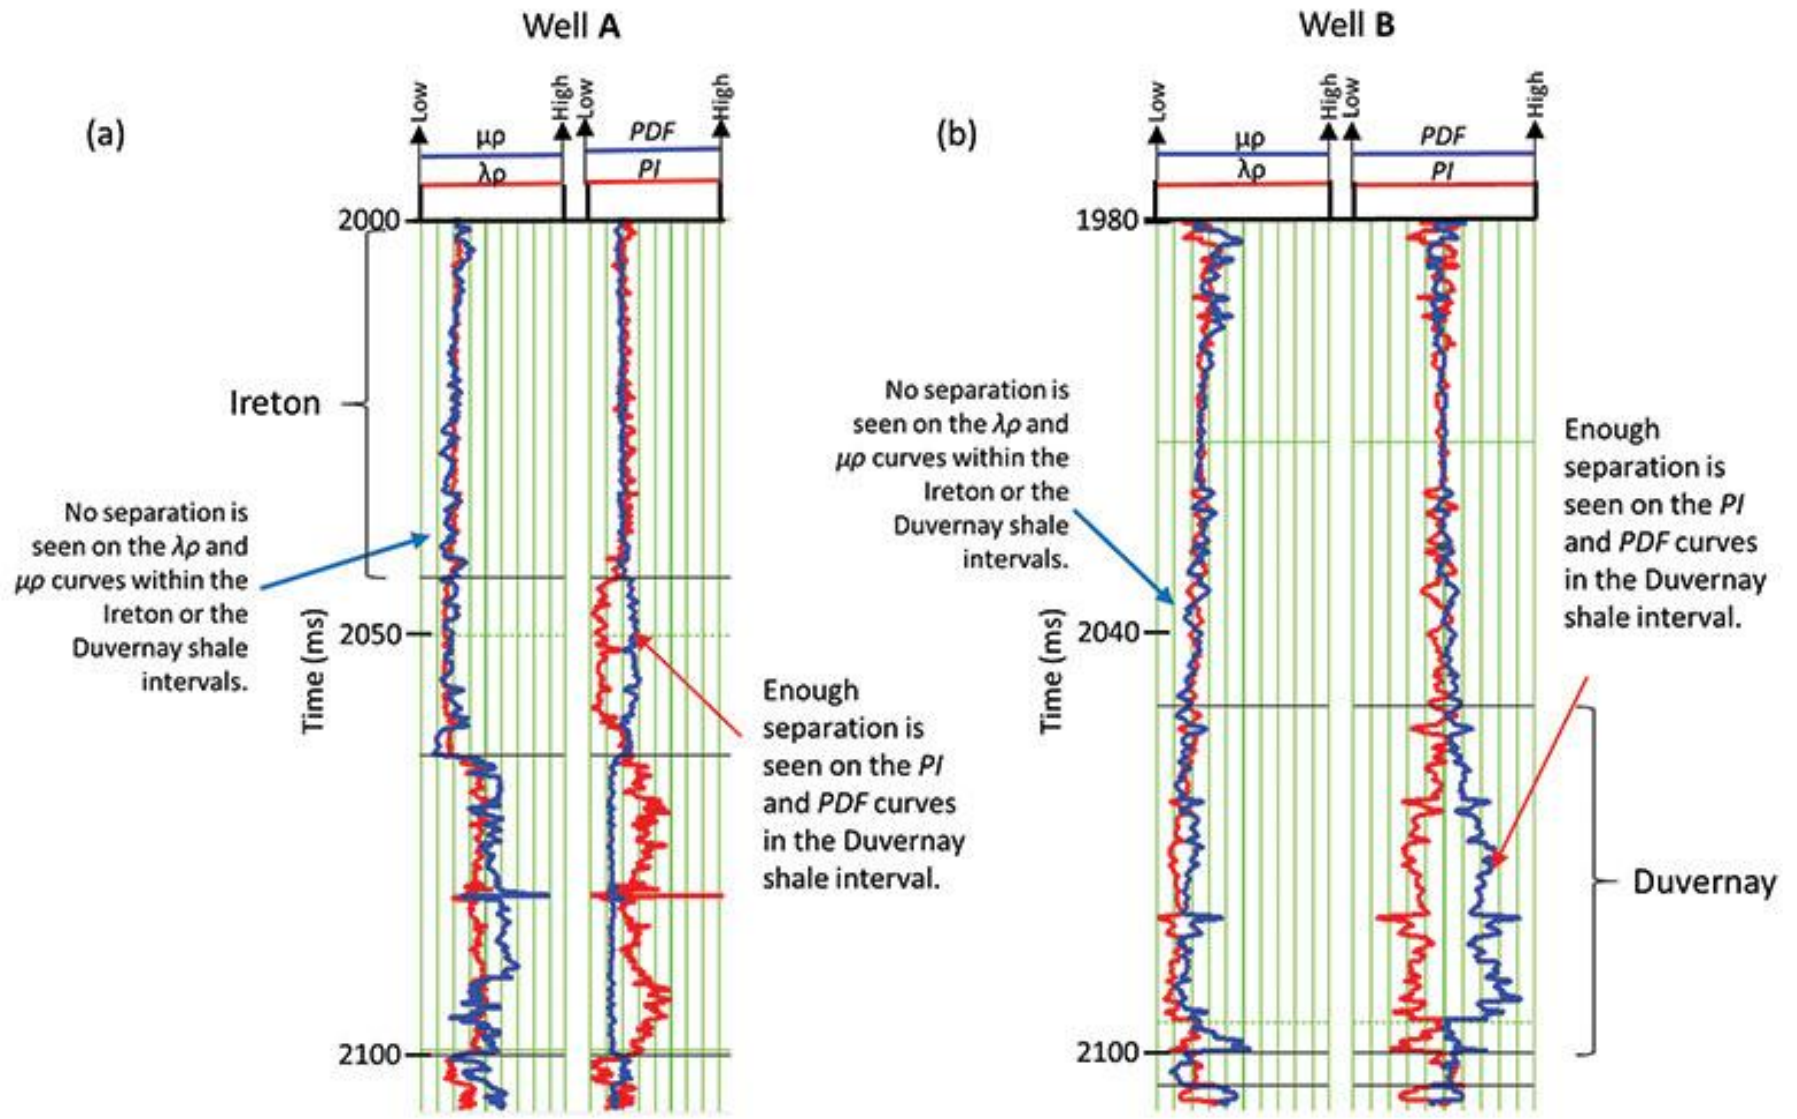 Well A
(a)
Low
High
Low
High
μρ
λρ
PDF
PI
2000
Ireton
No separation is
seen on the λρ and
μρ curves within the
Ireton or the
Duvernay shale
intervals.
Time (ms)
2050
Enough
separation is
seen on the PI
and PDF curves
in the Duvernay
shale interval.
2100
Well B
(b)
Low
High
Low
High
μρ
λρ
PDF
PI
1980
No separation is
seen on the λρ and
μρ curves within the
Ireton or the
Duvernay shale
intervals.
Time (ms)
2040
Enough
separation is
seen on the PI
and PDF curves
in the Duvernay
shale interval.
Duvernay
2100